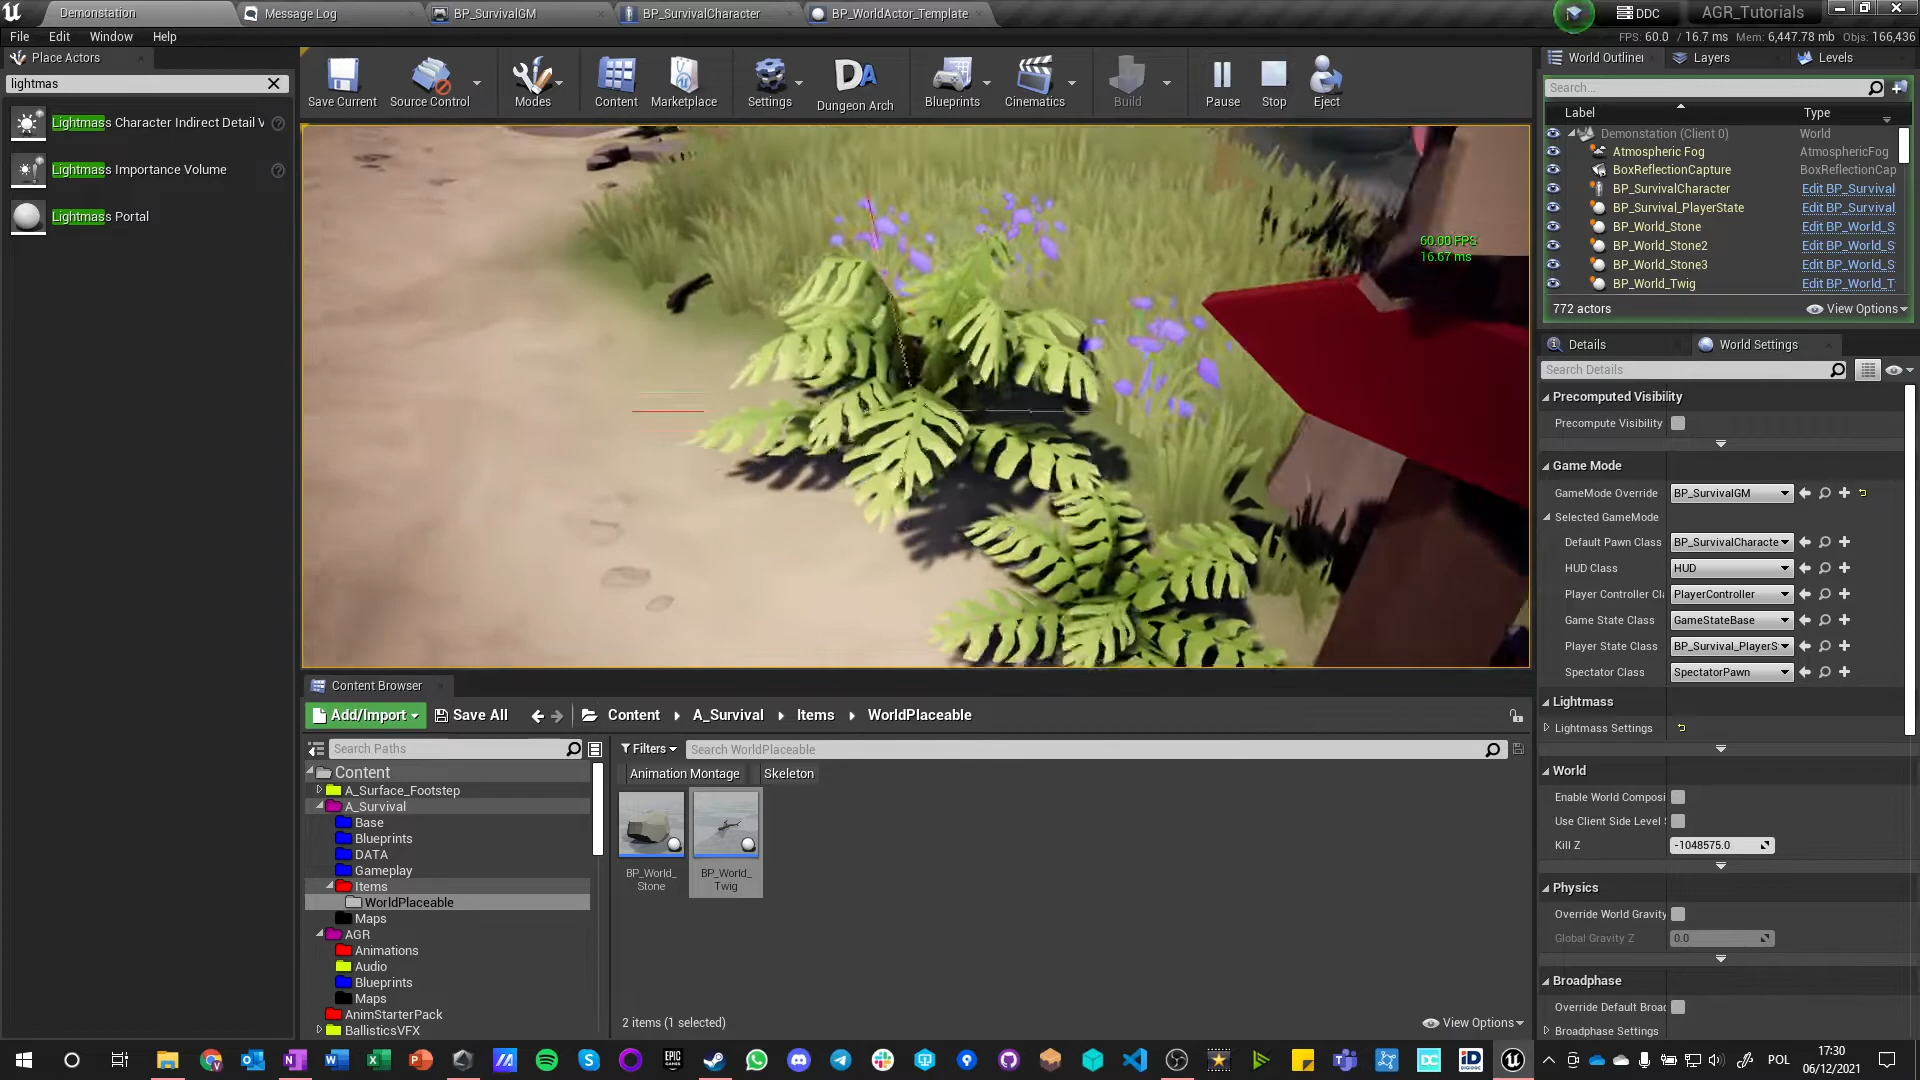 Demonstation
Message Log
BP_SurvivalGM
BP_SurvivalCharacter
BP_WorldActor_Template
DDC
AGR_Tutorials
File
Edit
Window
Help
FPS: 60.0 / 16.7 ms
Mem: 6,447.78 mb
Objs: 166,436
Place Actors
lightmas
Lightmass Character Indirect Detail V
Lightmass Importance Volume
Lightmass Portal
Save Current
Source Control
Modes
Content
Marketplace
Settings
Dungeon Arch
Blueprints
Cinematics
Build
Pause
Stop
Eject
60.00 FPS
16.67 ms
World Outliner
Layers
Levels
Search...
Label
Type
Demonstation (Client 0)
World
Atmospheric Fog
AtmosphericFog
BoxReflectionCapture
BoxReflectionCap
BP_SurvivalCharacter
Edit BP_Survival
BP_Survival_PlayerState
Edit BP_Survival
BP_World_Stone
Edit BP_World_S
BP_World_Stone2
Edit BP_World_S
BP_World_Stone3
Edit BP_World_S
BP_World_Twig
Edit BP_World_T
772 actors
View Options
Details
World Settings
Search Details
Precomputed Visibility
Precompute Visibility
Game Mode
GameMode Override
BP_SurvivalGM
Selected GameMode
Default Pawn Class
BP_SurvivalCharacte
HUD Class
HUD
Player Controller Cl
PlayerController
Game State Class
GameStateBase
Player State Class
BP_Survival_PlayerS
Spectator Class
SpectatorPawn
Lightmass
Lightmass Settings
World
Enable World Composi
Use Client Side Level
Kill Z
-1048575.0
Physics
Override World Gravity
Global Gravity Z
0.0
Broadphase
Override Default Broad
Broadphase Settings
Content Browser
Add/Import
Save All
Content
A_Survival
Items
WorldPlaceable
Search Paths
Filters
Search WorldPlaceable
Animation Montage
Skeleton
Content
A_Surface_Footstep
A_Survival
Base
Blueprints
DATA
Gameplay
Items
WorldPlaceable
Maps
AGR
Animations
Audio
Blueprints
Maps
AnimStarterPack
BallisticsVFX
BP_World_
Stone
BP_World_
Twig
2 items (1 selected)
View Options
EPIC
GAMES
POL
17:30
06/12/2021